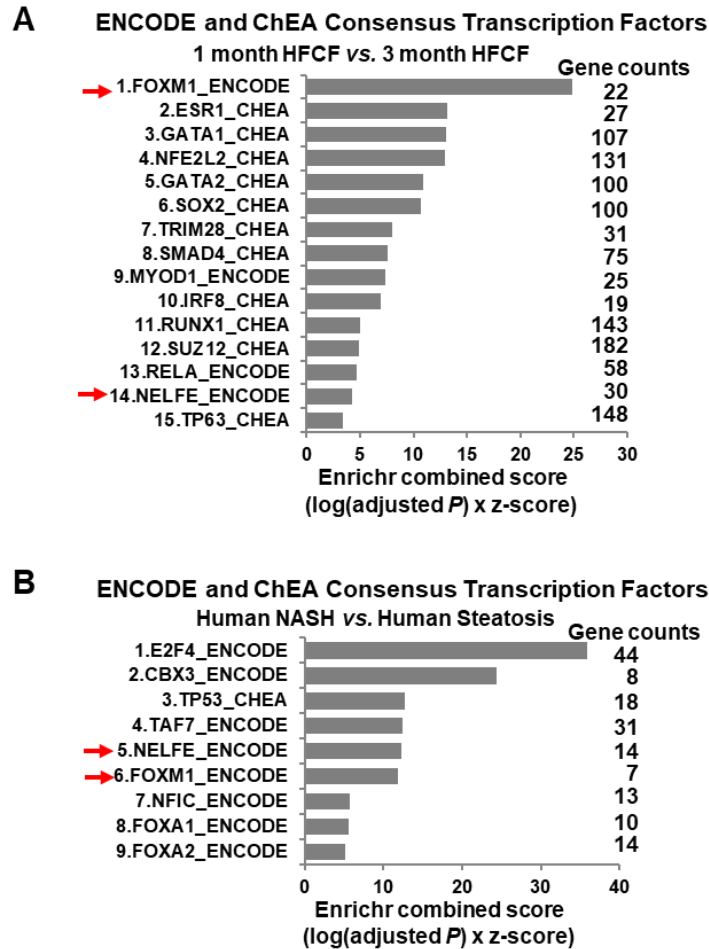 A
ENCODE and ChEA Consensus Transcription Factors
1 month HFCF vs. 3 month HFCF
Gene counts
1.FOXM1_ENCODE 22
2.ESR1_CHEA 27
3.GATA1_CHEA 107
4.NFE2L2_CHEA 131
5.GATA2_CHEA 100
6.SOX2_CHEA 100
7.TRIM28_CHEA 31
8.SMAD4_CHEA 75
9.MYOD1_ENCODE 25
10.IRF8_CHEA 19
11.RUNX1_CHEA 143
12.SUZ12_CHEA 182
13.RELA_ENCODE 58
14.NELFE_ENCODE 30
15.TP63_CHEA 148
0 5 10 15 20 25 30
Enrichr combined score
(log(adjusted P) x z-score)
B
ENCODE and ChEA Consensus Transcription Factors
Human NASH vs. Human Steatosis
Gene counts
1.E2F4_ENCODE 44
2.CBX3_ENCODE 8
3.TP53_CHEA 18
4.TAF7_ENCODE 31
5.NELFE_ENCODE 14
6.FOXM1_ENCODE 7
7.NFIC_ENCODE 13
8.FOXA1_ENCODE 10
9.FOXA2_ENCODE 14
0 10 20 30 40
Enrichr combined score
(log(adjusted P) x z-score)